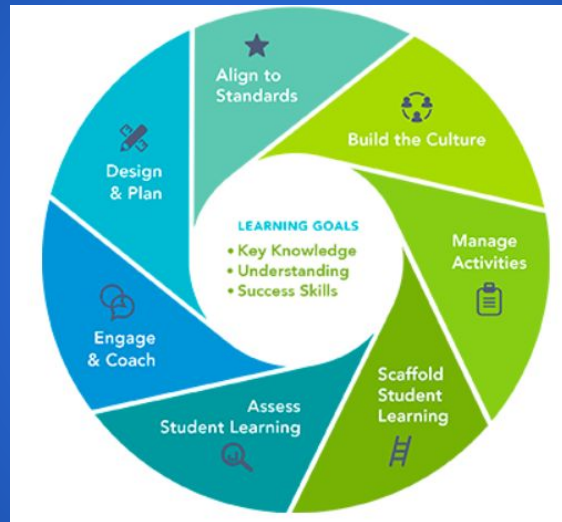 Align to
Standards
Build the Culture
Manage
Activities
Scaffold
Student
Learning
Assess
Student Learning
Engage
& Coach
Design
& Plan
LEARNING GOALS
• Key Knowledge
• Understanding
• Success Skills